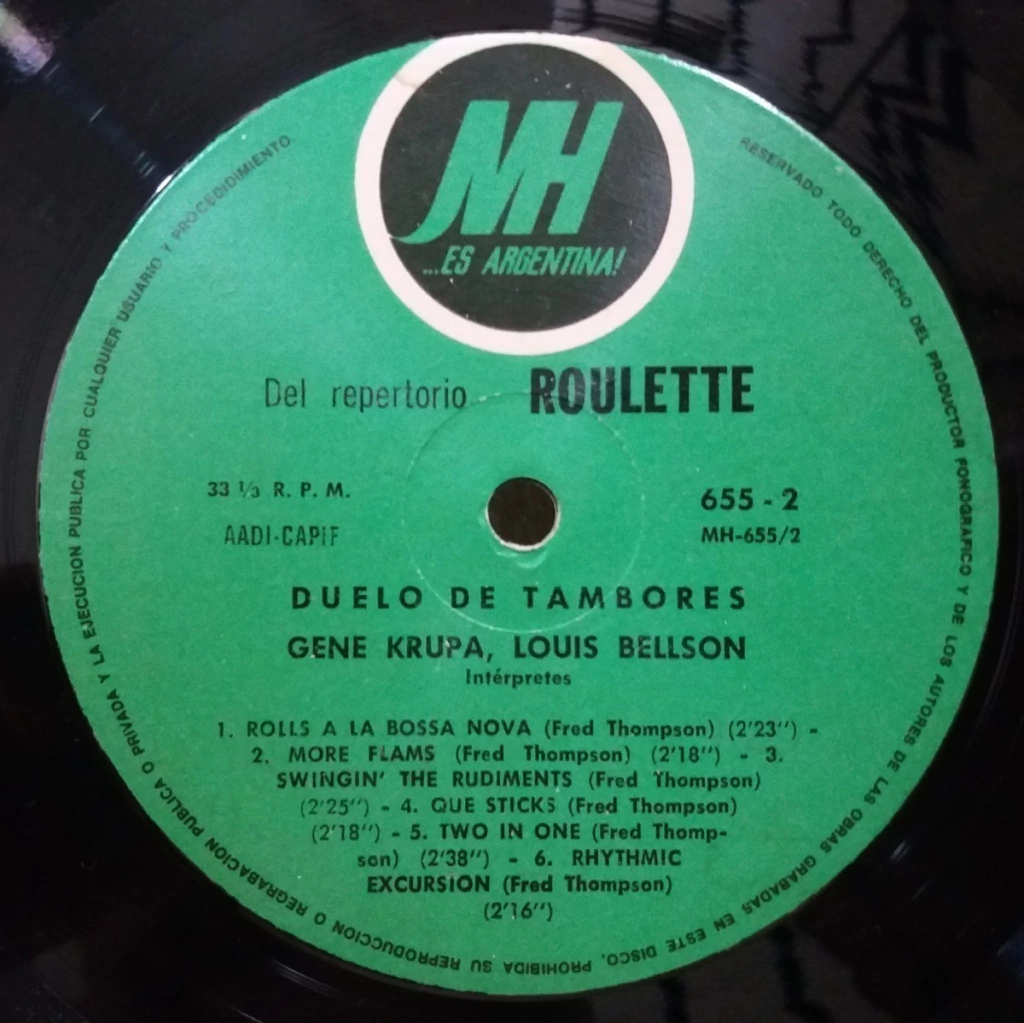 MH
...ES ARGENTINA!
Del repertorio ROULETTE
33 1/3 R. P. M.
655 - 2
AADI-CAPIF
MH-655/2
DUELO DE TAMBORES
GENE KRUPA, LOUIS BELLSON
Intérpretes
1. ROLLS A LA BOSSA NOVA (Fred Thompson) (2'23'') -
2. MORE FLAMS (Fred Thompson) (2'18'') - 3.
SWINGIN' THE RUDIMENTS (Fred Thompson)
(2'25'') - 4. QUE STICKS (Fred Thompson)
(2'18'') - 5. TWO IN ONE (Fred Thomp-
son) (2'38'') - 6. RHYTHMIC
EXCURSION (Fred Thompson)
(2'16'')
RESERVADO TODO DERECHO DEL PRODUCTOR FONOGRAFICO Y DE LOS AUTORES DE LAS OBRAS GRABADAS EN ESTE DISCO. PROHIBIDA SU REPRODUCCION O REGRABACION PUBLICA O PRIVADA Y LA EJECUCION PUBLICA POR CUALQUIER USUARIO Y PROCEDIDIMIENTO